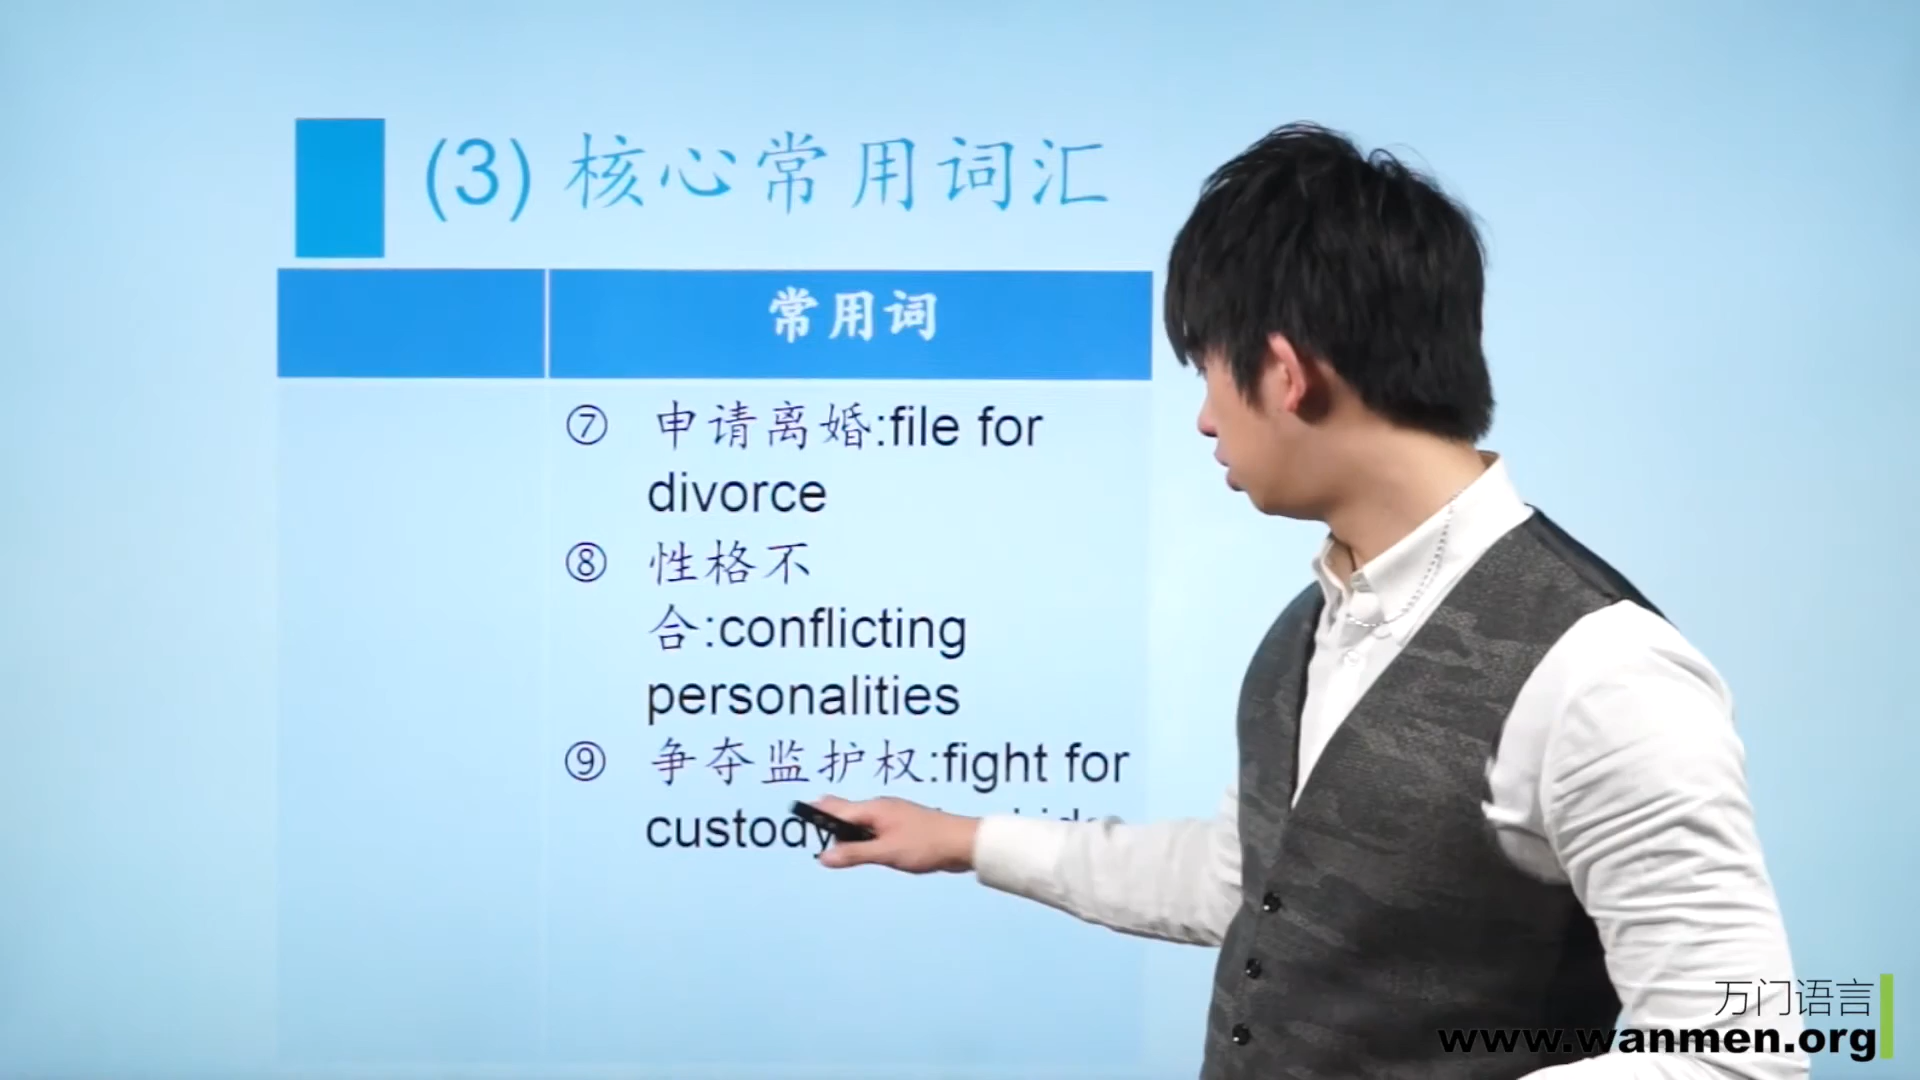 (3) 核心常用词汇
常用词
⑦ 申请离婚:file for
divorce
⑧ 性格不
合:conflicting
personalities
⑨ 争夺监护权:fight for
custody
万门语言
www.wanmen.org